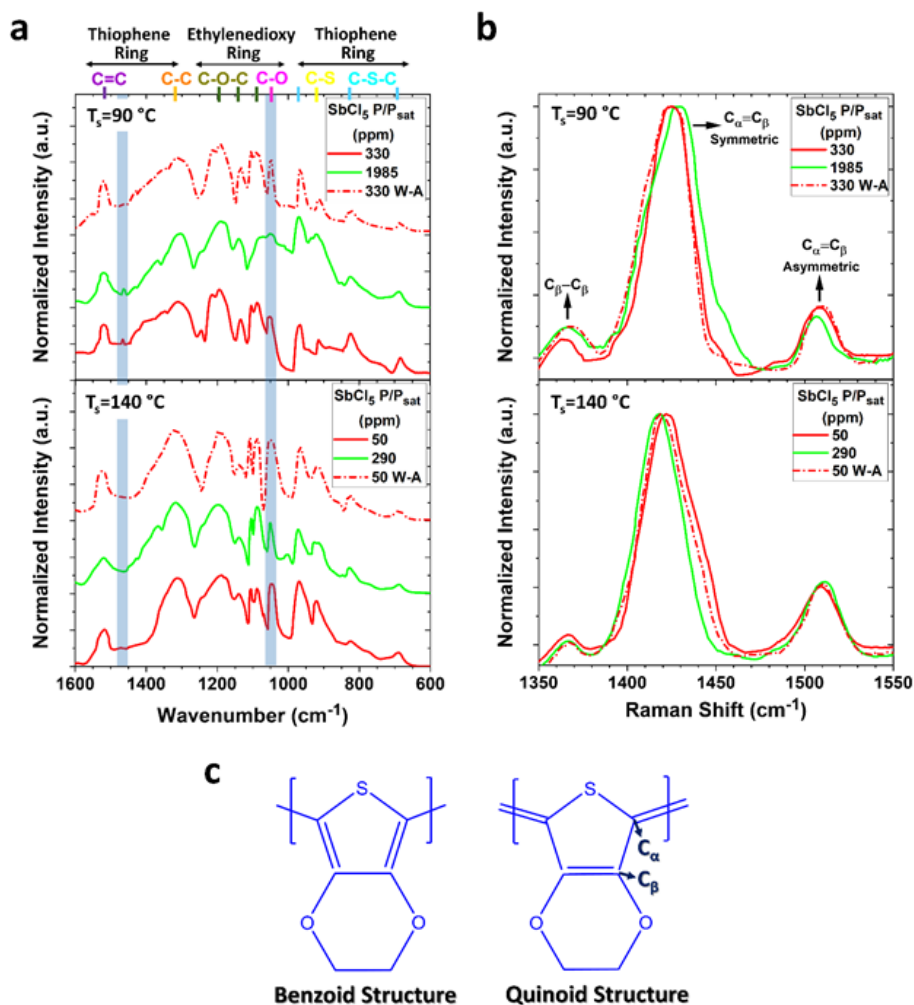 a
Thiophene Ring
Ethylenedioxy Ring
Thiophene Ring
C=C
C-C
C-O-C
C-O
C-S
C-S-C
Normalized Intensity (a.u.)
Tₛ=90 °C
SbCl₅ P/Pₛₐₜ
(ppm)
330
1985
330 W-A
Normalized Intensity (a.u.)
Tₛ=140 °C
SbCl₅ P/Pₛₐₜ
(ppm)
50
290
50 W-A
1600 1400 1200 1000 800 600
Wavenumber (cm⁻¹)
b
Normalized Intensity (a.u.)
Tₛ=90 °C
Cα=Cβ
Symmetric
SbCl₅ P/Pₛₐₜ
(ppm)
330
1985
330 W-A
Cβ−Cβ
Cα=Cβ
Asymmetric
Normalized Intensity (a.u.)
Tₛ=140 °C
SbCl₅ P/Pₛₐₜ
(ppm)
50
290
50 W-A
1350 1400 1450 1500 1550
Raman Shift (cm⁻¹)
c
S
O O
Benzoid Structure
S
Cα
Cβ
O O
Quinoid Structure